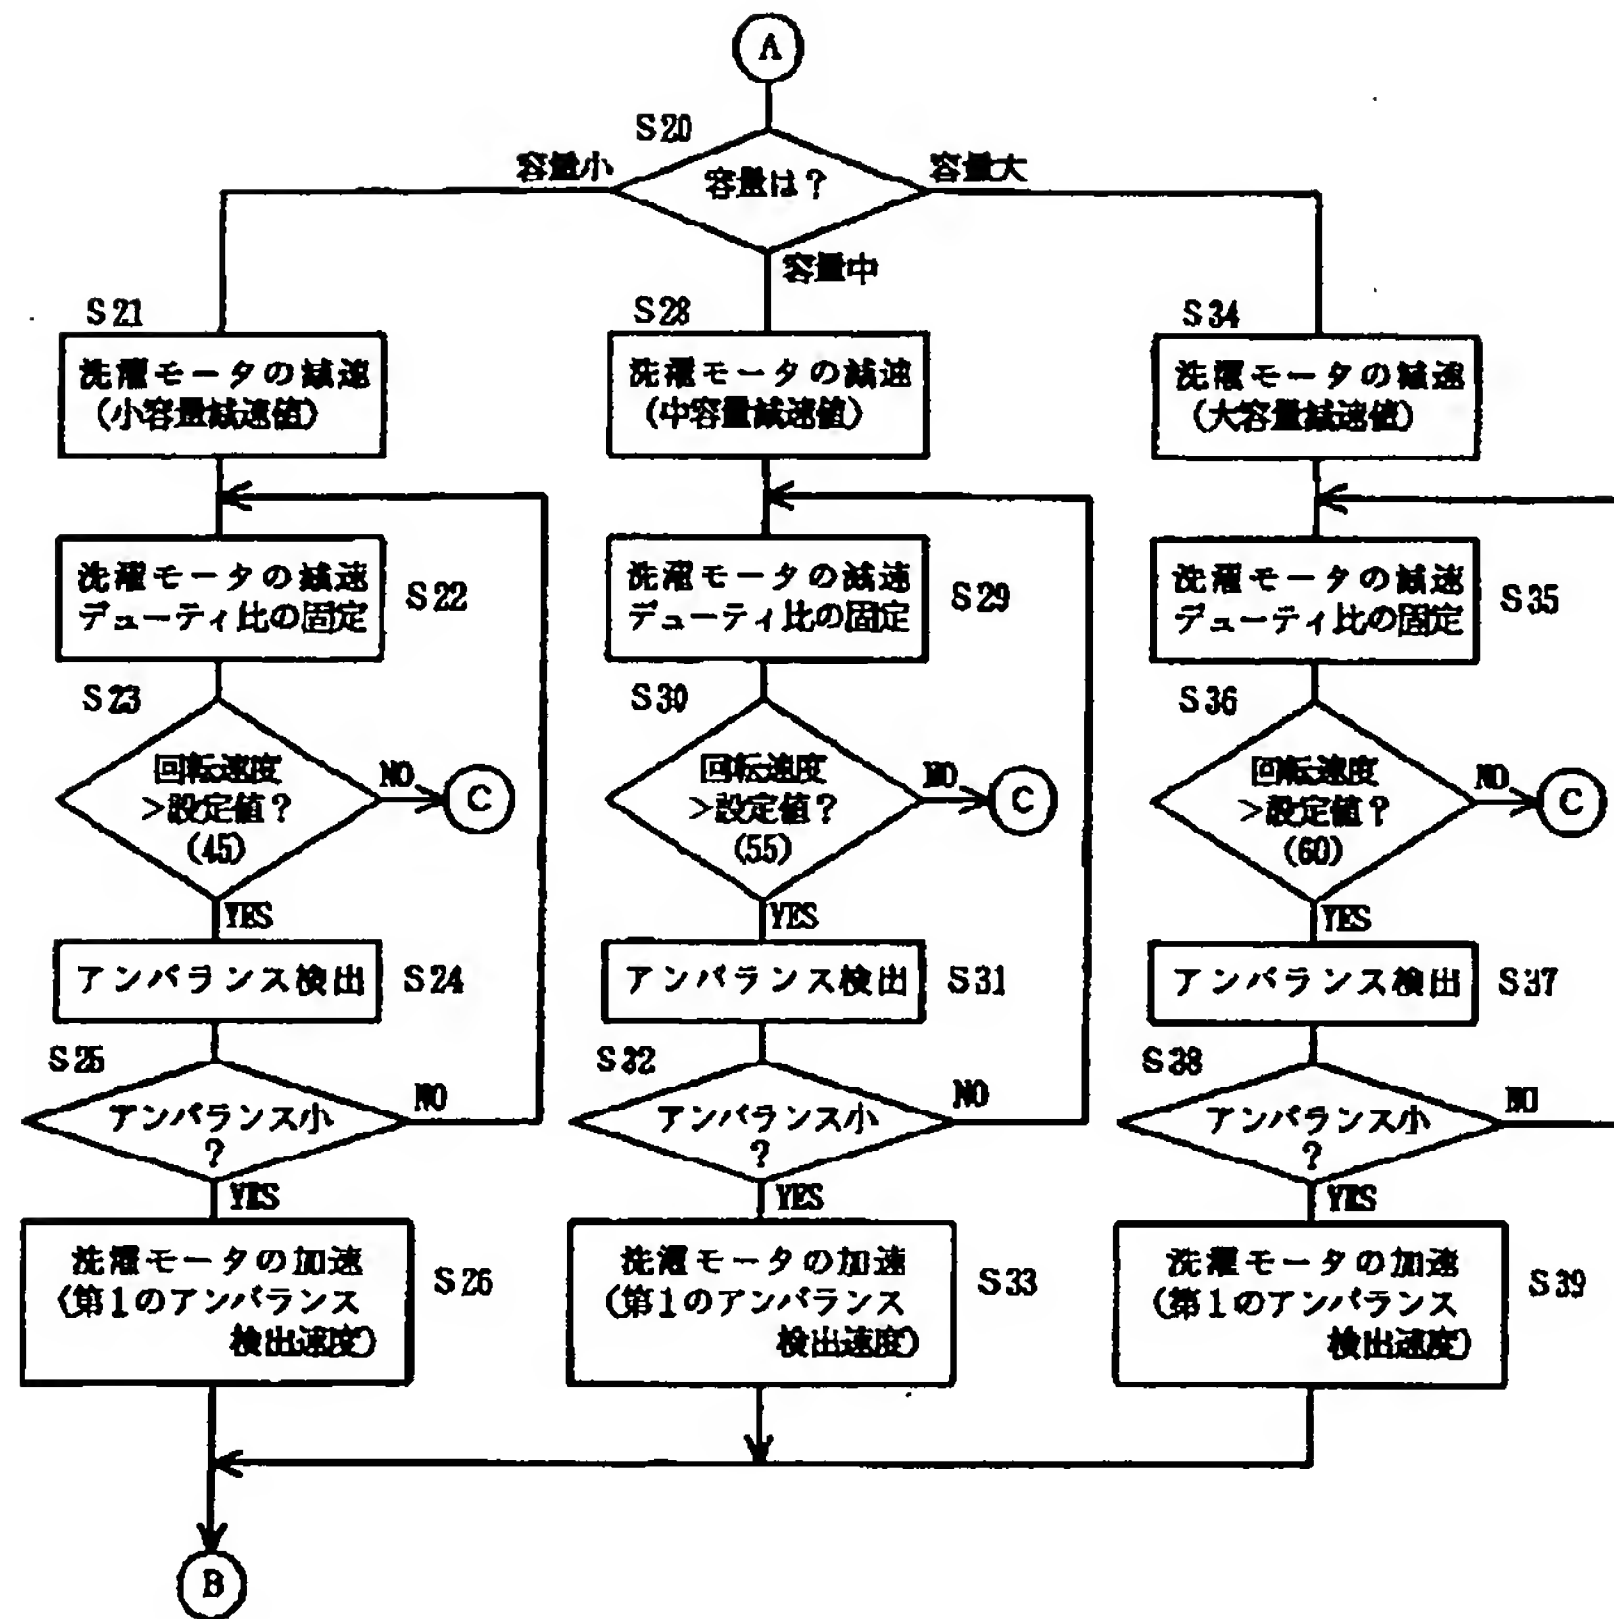 A
S20
容量小
容量は?
容量大
容量中
S21
洗濯モータの減速
(小容量減速値)
S28
洗濯モータの減速
(中容量減速値)
S34
洗濯モータの減速
(大容量減速値)
洗濯モータの減速
デューティ比の固定
S22
洗濯モータの減速
デューティ比の固定
S29
洗濯モータの減速
デューティ比の固定
S35
S23
回転速度
>設定値?
(45)
NO
C
YES
S30
回転速度
>設定値?
(55)
NO
C
YES
S36
回転速度
>設定値?
(60)
NO
C
YES
アンバランス検出
S24
アンバランス検出
S31
アンバランス検出
S37
S25
アンバランス小
?
NO
YES
S32
アンバランス小
?
NO
YES
S38
アンバランス小
?
NO
YES
洗濯モータの加速
(第1のアンバランス
検出速度)
S26
洗濯モータの加速
(第1のアンバランス
検出速度)
S33
洗濯モータの加速
(第1のアンバランス
検出速度)
S39
B